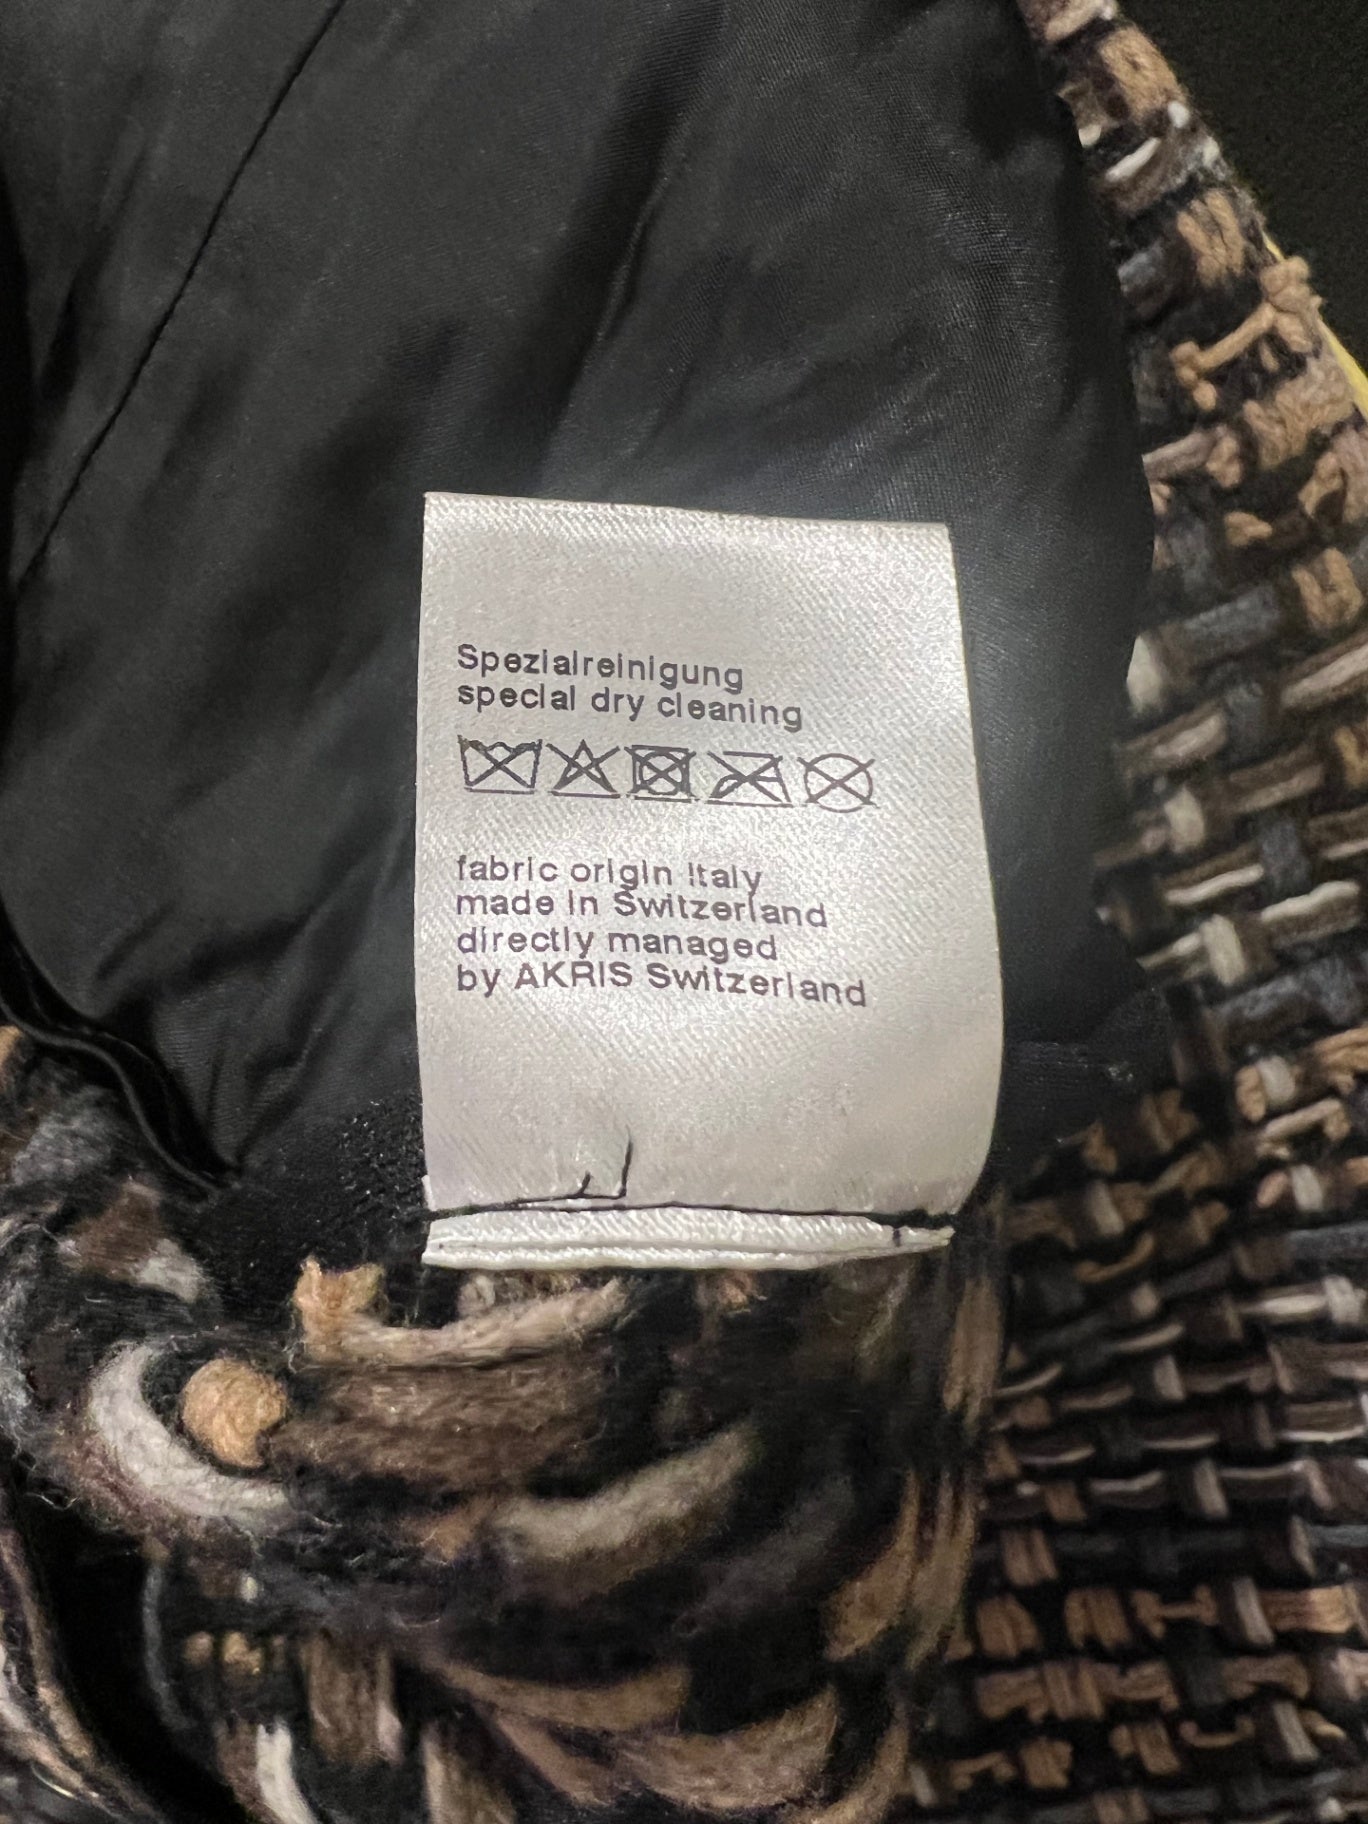 Spezialreinigung
special dry cleaning
fabric origin Italy
made in Switzerland
directly managed
by AKRIS Switzerland